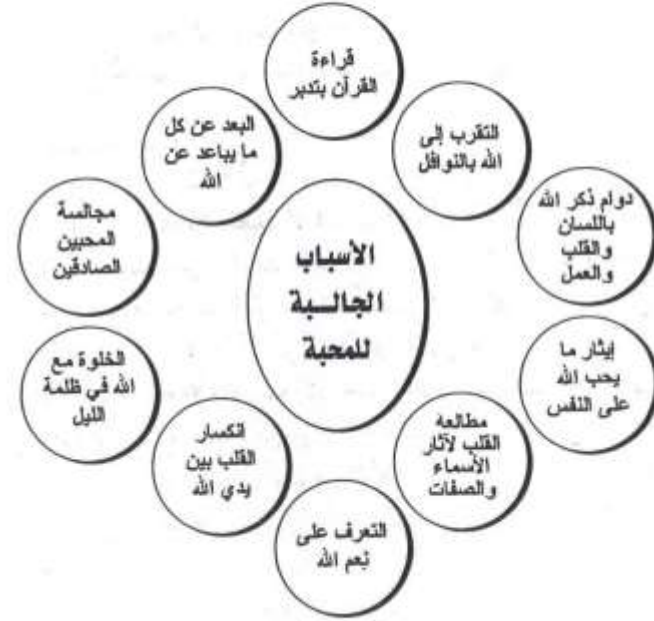 الأسباب
الجالـــبة
للمحبة
قراءة
القرآن بتدبر
التقرب إلى
الله بالنوافل
دوام ذكر الله
باللسان
والقلب
والعمل
إيثار ما
يحب الله
على النفس
مطالعة
القلب لآثار
الأسماء
والصفات
التعرف على
نِعم الله
انكسار
القلب بين
يدي الله
الخلوة مع
الله في ظلمة
الليل
مجالسة
المحبين
الصادقين
البعد عن كل
ما يباعد عن
الله